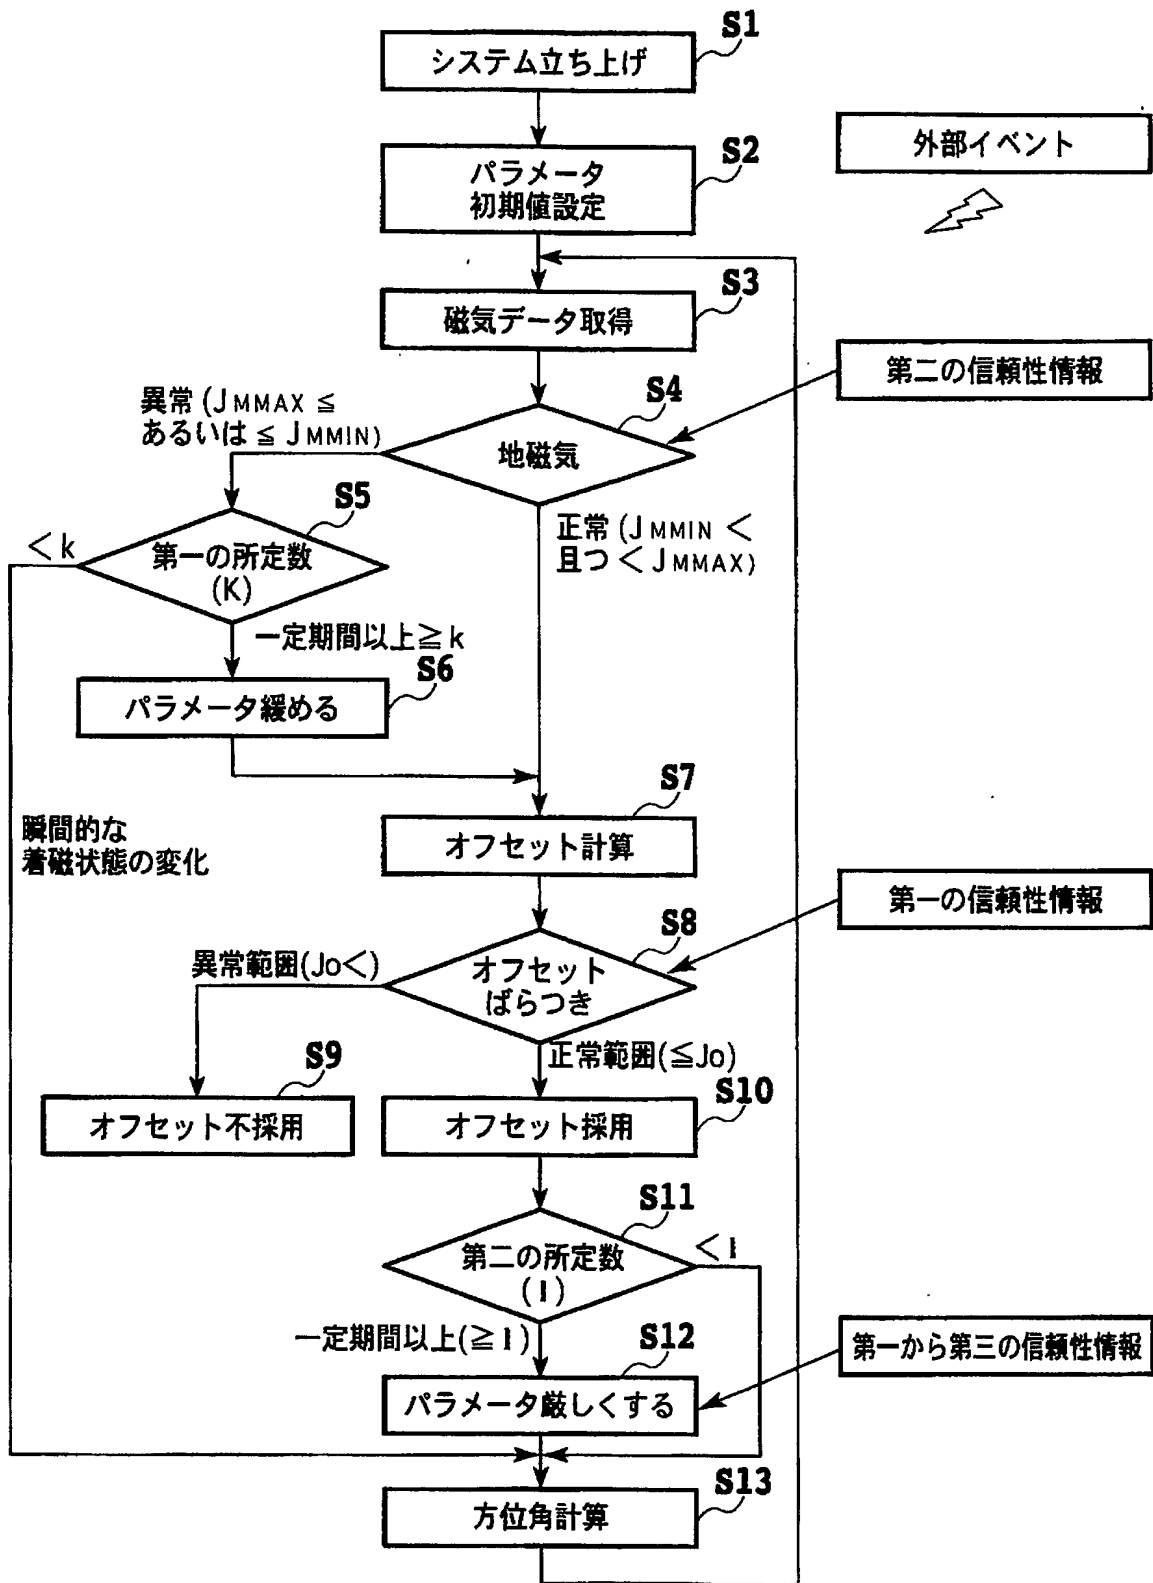 S1
システム立ち上げ
外部イベント
S2
パラメータ
初期値設定
S3
磁気データ取得
第二の信頼性情報
異常 (JMMAX ≦
あるいは ≦ JMMIN)
S4
地磁気
正常 (JMMIN <
且つ < JMMAX)
S5
< k
第一の所定数
(K)
一定期間以上≧k
S6
パラメータ緩める
S7
オフセット計算
瞬間的な
着磁状態の変化
第一の信頼性情報
S8
異常範囲(Jo<)
オフセット
ばらつき
正常範囲(≦Jo)
S9
オフセット不採用
S10
オフセット採用
S11
第二の所定数
(l)
<l
一定期間以上(≧l)
S12
パラメータ厳しくする
第一から第三の信頼性情報
S13
方位角計算